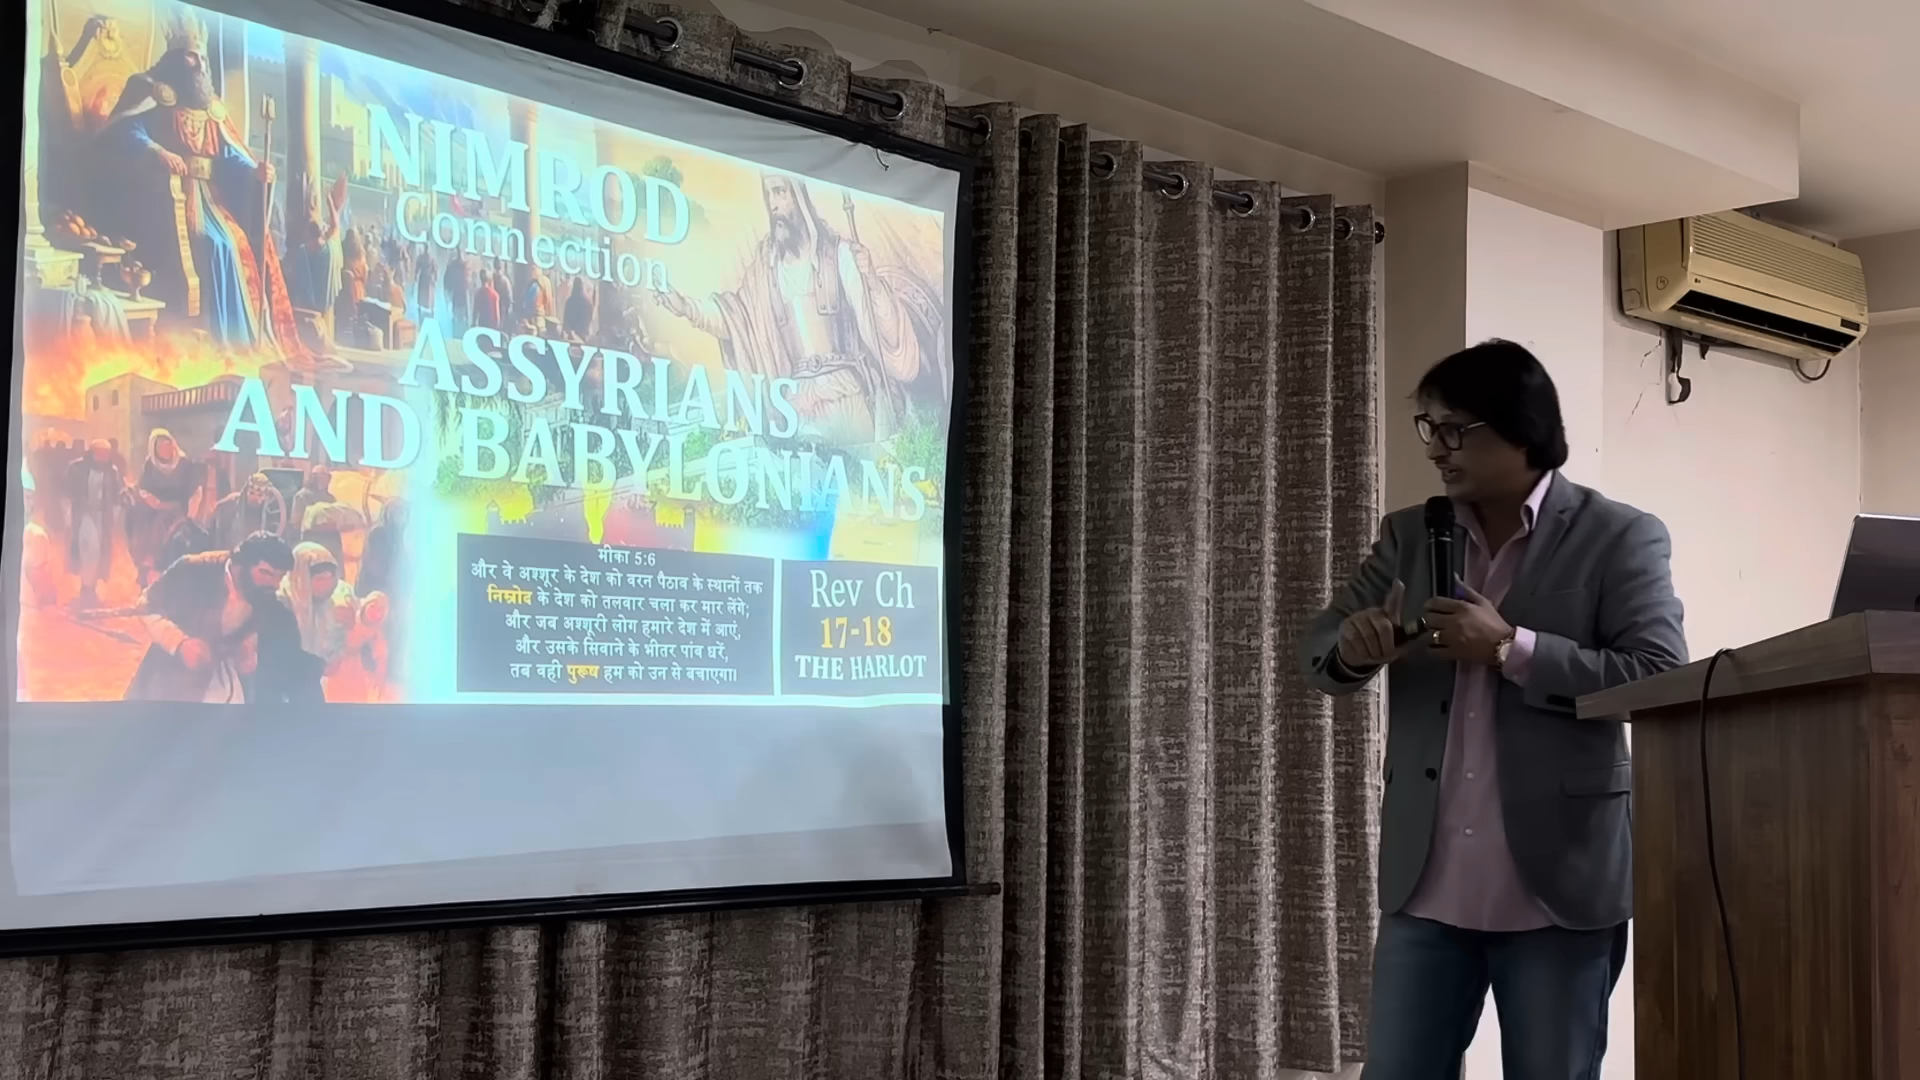 NIMROD
Connection
ASSYRIANS
AND BABYLONIANS
मीका 5:6
और वे अश्शूर के देश को वरन पैठाव के स्थानों तक
निम्रोद के देश को तलवार चला कर मार लेंगे;
और जब अश्शूरी लोग हमारे देश में आएं,
और उसके सिवाने के भीतर पांव धरें,
तब वही पुरूष हम को उन से बचाएगा।
Rev Ch
17-18
THE HARLOT